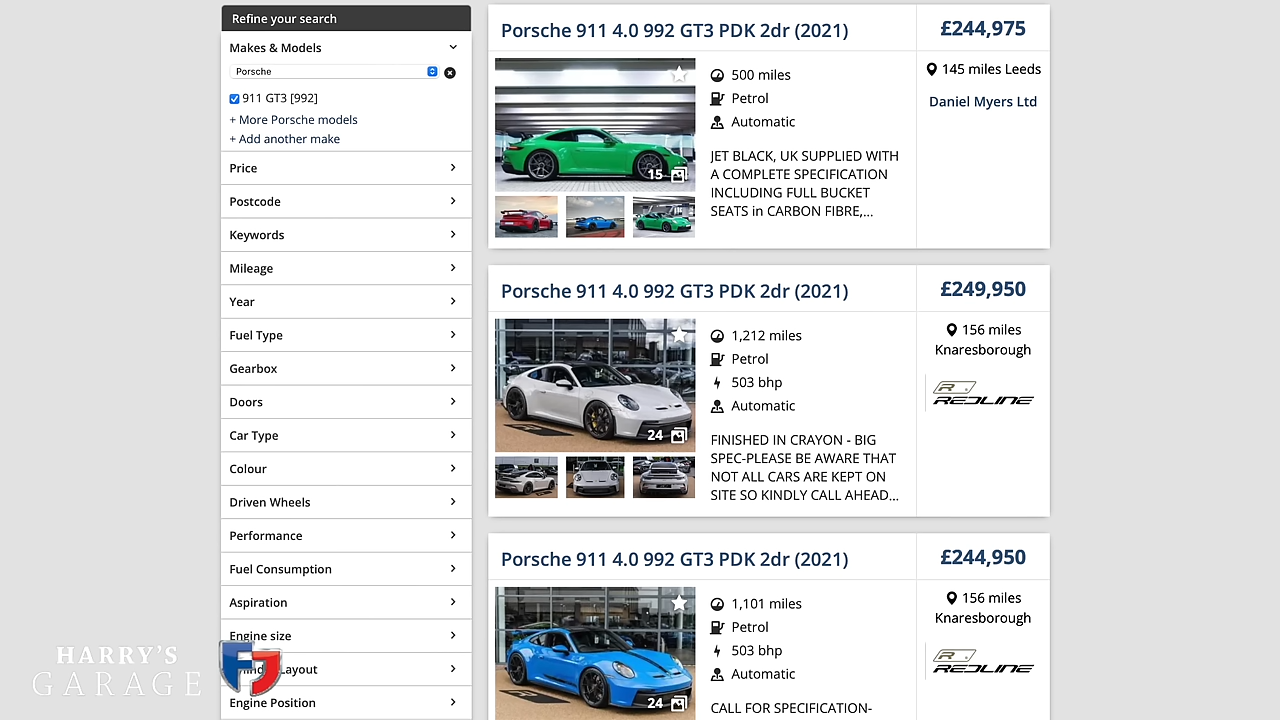 Refine your search
Makes & Models
Porsche
911 GT3 [992]
+ More Porsche models
+ Add another make
Price
Postcode
Keywords
Mileage
Year
Fuel Type
Gearbox
Doors
Car Type
Colour
Driven Wheels
Performance
Fuel Consumption
Aspiration
Engine size
Layout
Engine Position
Porsche 911 4.0 992 GT3 PDK 2dr (2021)
£244,975
15
500 miles
Petrol
Automatic
JET BLACK, UK SUPPLIED WITH
A COMPLETE SPECIFICATION
INCLUDING FULL BUCKET
SEATS in CARBON FIBRE,...
145 miles Leeds
Daniel Myers Ltd
Porsche 911 4.0 992 GT3 PDK 2dr (2021)
£249,950
24
1,212 miles
Petrol
503 bhp
Automatic
FINISHED IN CRAYON - BIG
SPEC-PLEASE BE AWARE THAT
NOT ALL CARS ARE KEPT ON
SITE SO KINDLY CALL AHEAD...
156 miles
Knaresborough
REDLINE
Porsche 911 4.0 992 GT3 PDK 2dr (2021)
£244,950
24
1,101 miles
Petrol
503 bhp
Automatic
CALL FOR SPECIFICATION-
156 miles
Knaresborough
REDLINE
HARRY'S
GARAGE